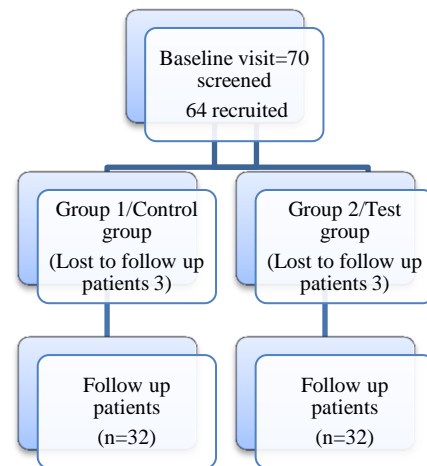 Baseline visit=70
screened
64 recruited
Group 1/Control
group
(Lost to follow up
patients 3)
Group 2/Test
group
(Lost to follow up
patients 3)
Follow up
patients
(n=32)
Follow up
patients
(n=32)